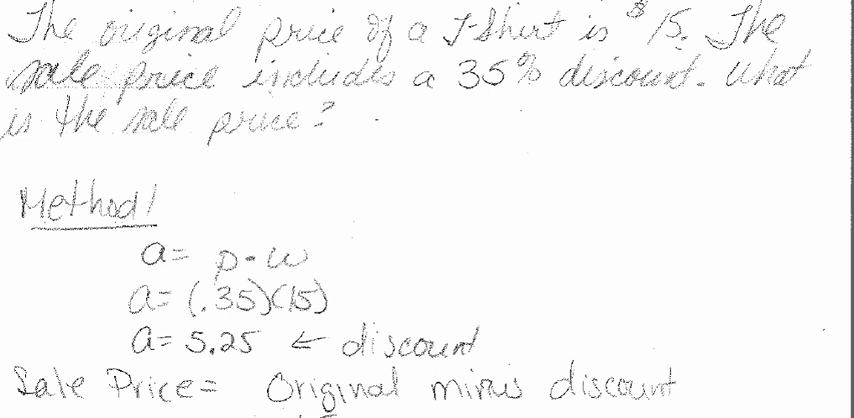 The original price of a T-Shirt is $15. The
sale price includes a 35% discount. What
is the sale price?
Method 1
a = p · w
a = (.35)(15)
a = 5.25 ← discount
Sale Price = Original minus discount